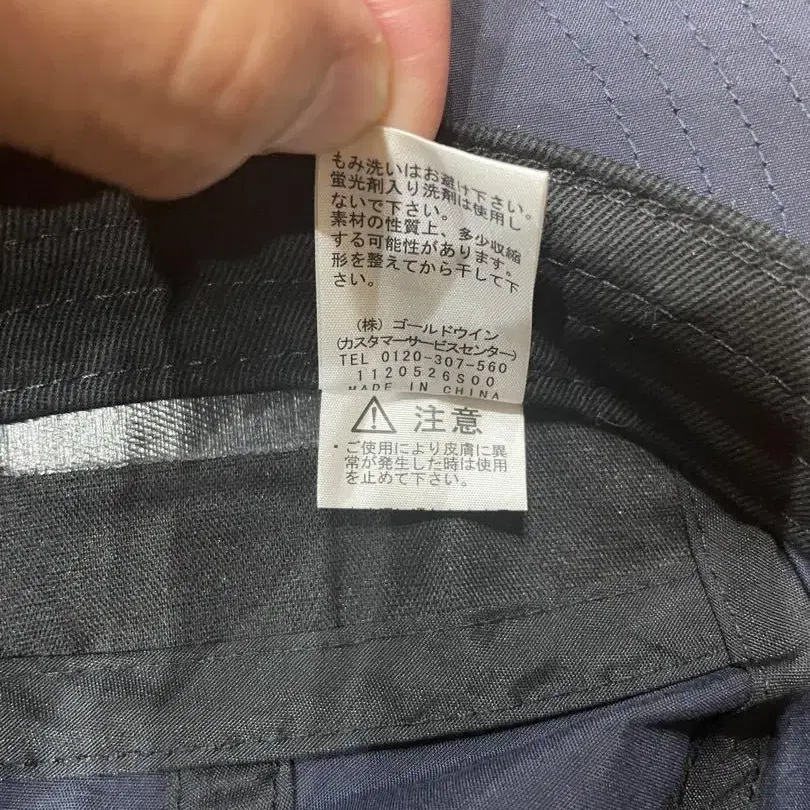 もみ洗いはお避け下さい。
蛍光剤入り洗剤は使用し
ないで下さい。
素材の性質上、多少収縮
する可能性があります。
形を整えてから干して下
さい。
(株) ゴールドウイン
(カスタマーサービスセンター)
TEL 0120-307-560
1120526S00
MADE IN CHINA
注意
・ご使用により皮膚に異
常が発生した時は使用
を止めて下さい。